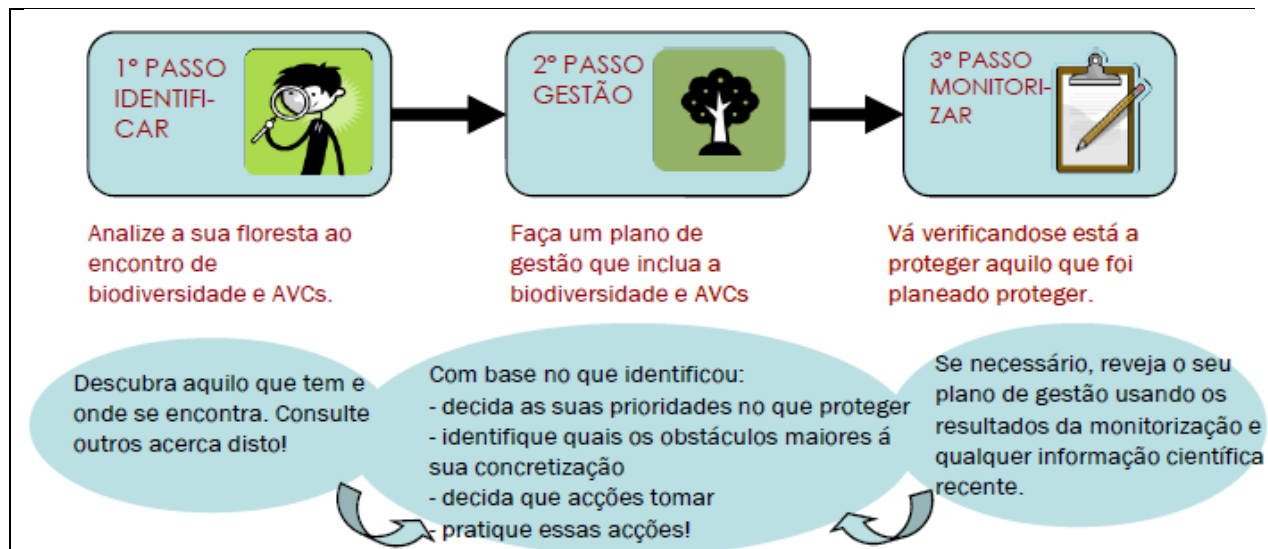 1º PASSO
IDENTIFI-
CAR
2º PASSO
GESTÃO
3º PASSO
MONITORI-
ZAR
Analize a sua floresta ao
encontro de
biodiversidade e AVCs.
Faça um plano de
gestão que inclua a
biodiversidade e AVCs
Vá verificandose está a
proteger aquilo que foi
planeado proteger.
Descubra aquilo que tem e
onde se encontra. Consulte
outros acerca disto!
Com base no que identificou:
- decida as suas prioridades no que proteger
- identifique quais os obstáculos maiores á
sua concretização
- decida que acções tomar
- pratique essas acções!
Se necessário, reveja o seu
plano de gestão usando os
resultados da monitorização e
qualquer informação científica
recente.